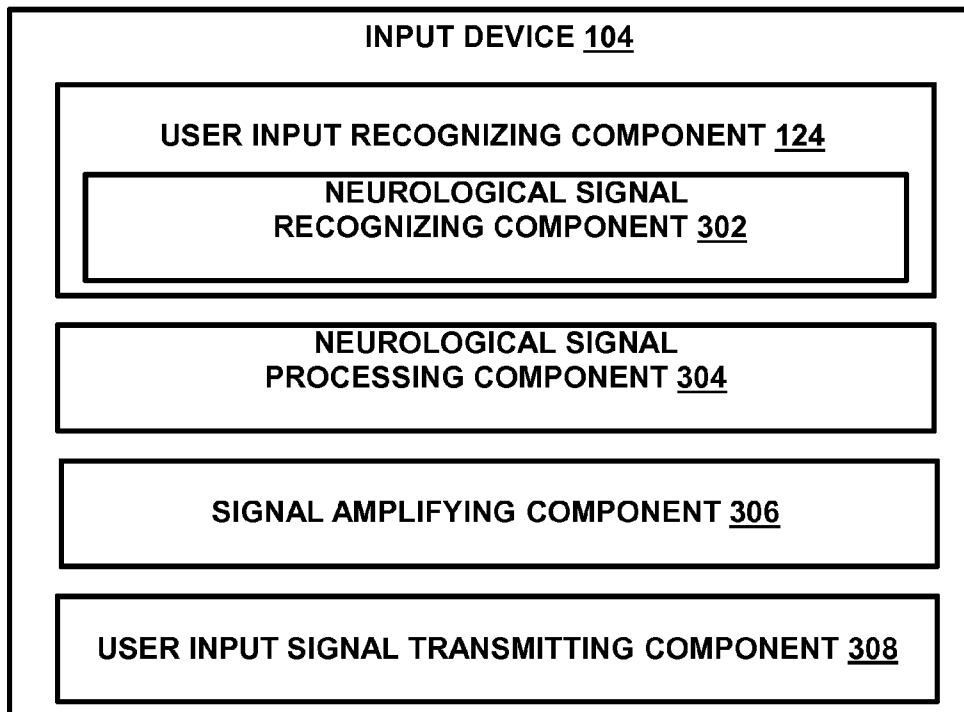 INPUT DEVICE 104
USER INPUT RECOGNIZING COMPONENT 124
NEUROLOGICAL SIGNAL
RECOGNIZING COMPONENT 302
NEUROLOGICAL SIGNAL
PROCESSING COMPONENT 304
SIGNAL AMPLIFYING COMPONENT 306
USER INPUT SIGNAL TRANSMITTING COMPONENT 308